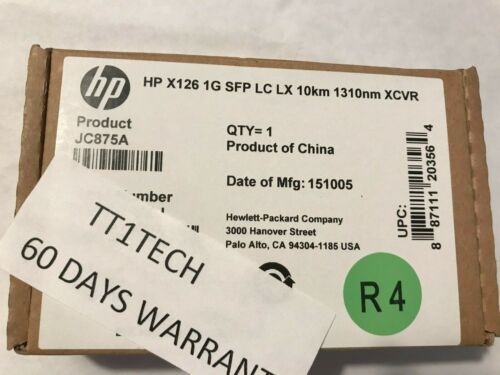 hp
HP X126 1G SFP LC LX 10km 1310nm XCVR
Product
JC875A
QTY= 1
Product of China
Date of Mfg: 151005
Hewlett-Packard Company
3000 Hanover Street
Palo Alto, CA 94304-1185 USA
UPC:
8 87111 20356 4
R4
TT1TECH
60 DAYS WARRANT